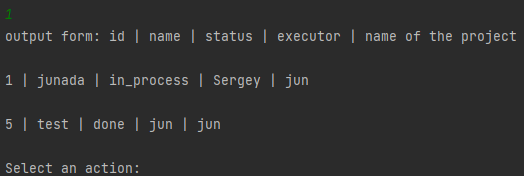 1
output form: id | name | status | executor | name of the project
1 | junada | in_process | Sergey | jun
5 | test | done | jun | jun
Select an action: